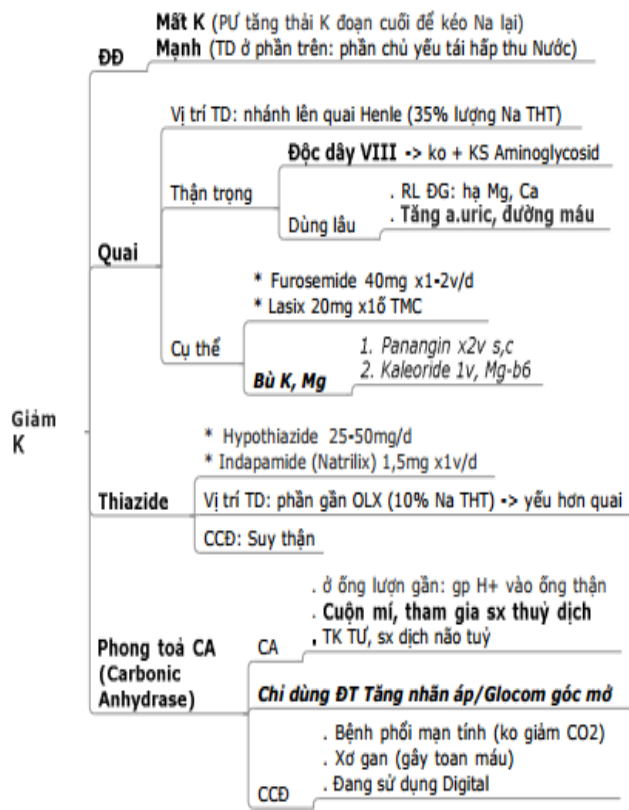 Mất K (PƯ tăng thải K đoạn cuối để kéo Na lại)
ĐĐ
Mạnh (TD ở phần trên: phần chủ yếu tái hấp thu Nước)
Vị trí TD: nhánh lên quai Henle (35% lượng Na THT)
Độc dây VIII -> ko + KS Aminoglycosid
Thận trọng
. RL ĐG: hạ Mg, Ca
. Tăng a.uric, đường máu
Dùng lâu
Quai
* Furosemide 40mg x1-2v/d
* Lasix 20mg x1ố TMC
Cụ thể
1. Panangin x2v s,c
2. Kaleoride 1v, Mg-b6
Bù K, Mg
Giảm
K
* Hypothiazide 25-50mg/d
* Indapamide (Natrilix) 1,5mg x1v/d
Thiazide
Vị trí TD: phần gần OLX (10% Na THT) -> yếu hơn quai
CCĐ: Suy thận
. ở ống lượn gần: gp H+ vào ống thận
. Cuộn mí, tham gia sx thuỷ dịch
. TK TƯ, sx dịch não tuỷ
CA
Phong toả CA
(Carbonic
Anhydrase)
Chỉ dùng ĐT Tăng nhãn áp/Glocom góc mở
. Bệnh phổi mạn tính (ko giảm CO2)
. Xơ gan (gây toan máu)
. Đang sử dụng Digital
CCĐ